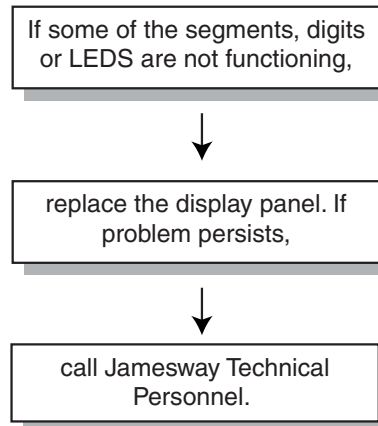 If some of the segments, digits
or LEDS are not functioning,
replace the display panel. If
problem persists,
call Jamesway Technical
Personnel.